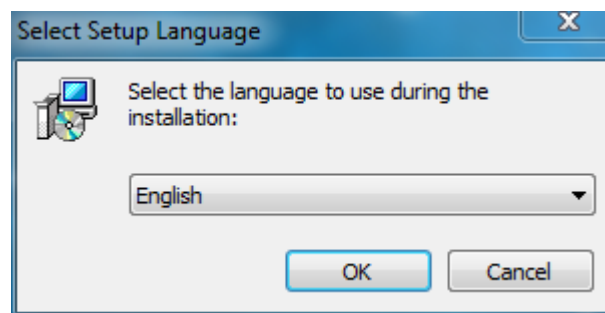 Select Setup Language
Select the language to use during the
installation:
English
OK
Cancel